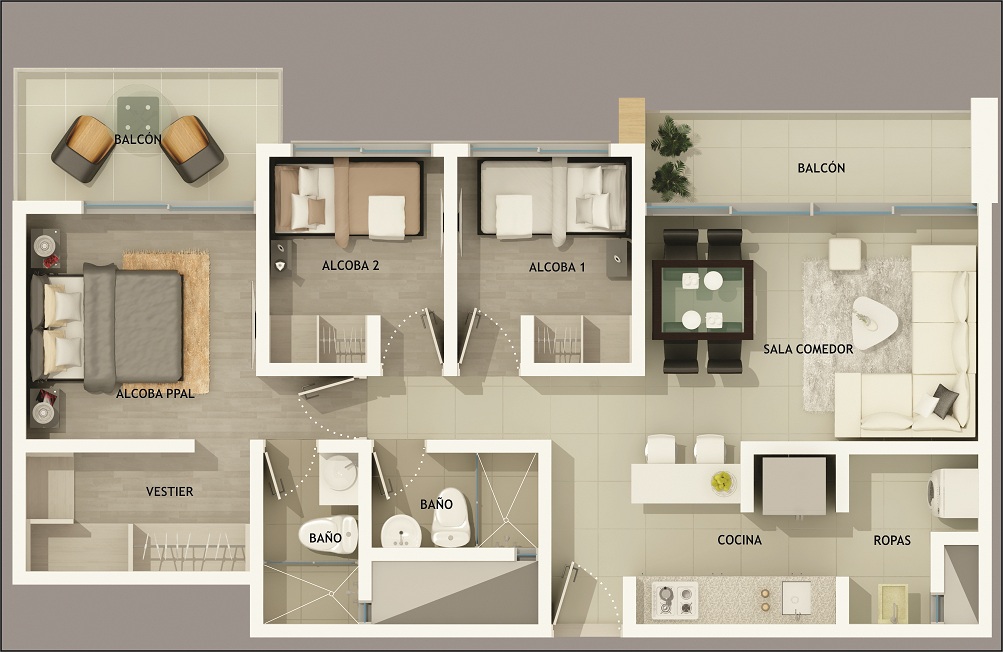 BALCÓN
BALCÓN
ALCOBA 2
ALCOBA 1
SALA COMEDOR
ALCOBA PPAL
VESTIER
BAÑO
BAÑO
COCINA
ROPAS